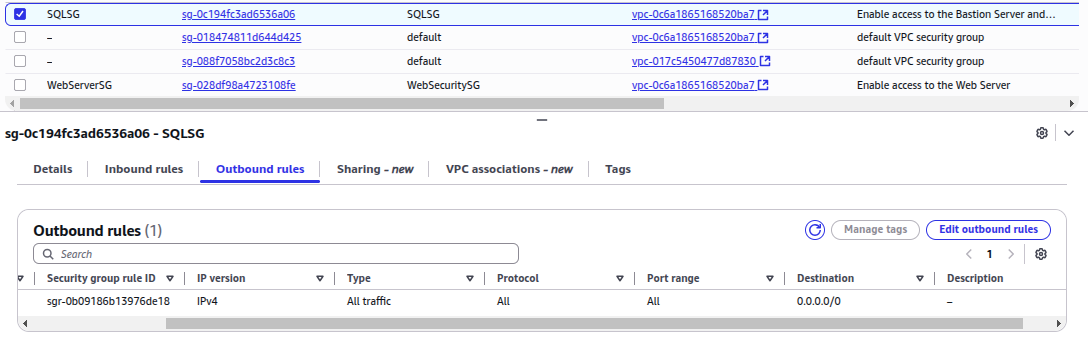 SQLSG sg-0c194fc3ad6536a06 SQLSG vpc-0c6a1865168520ba7 Enable access to the Bastion Server and...
– sg-018474811d644d425 default vpc-0c6a1865168520ba7 default VPC security group
– sg-088f7058bc2d3c8c3 default vpc-017c5450477d87830 default VPC security group
WebServerSG sg-028df98a4723108fe WebSecuritySG vpc-0c6a1865168520ba7 Enable access to the Web Server
sg-0c194fc3ad6536a06 - SQLSG
Details Inbound rules Outbound rules Sharing – new VPC associations – new Tags
Outbound rules (1) Manage tags Edit outbound rules
Search 1
Security group rule ID IP version Type Protocol Port range Destination Description
sgr-0b09186b13976de18 IPv4 All traffic All All 0.0.0.0/0 –